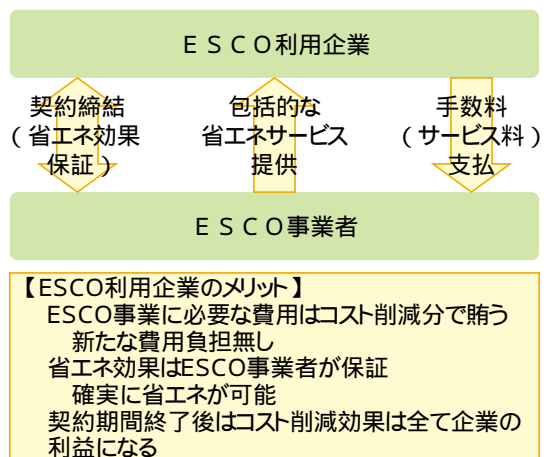 ＥＳＣＯ利用企業
契約締結
（省エネ効果
保証）
包括的な
省エネサービス
提供
手数料
（サービス料）
支払
ＥＳＣＯ事業者
【ESCO利用企業のメリット】
ESCO事業に必要な費用はコスト削減分で賄う
新たな費用負担無し
省エネ効果はESCO事業者が保証
確実に省エネが可能
契約期間終了後はコスト削減効果は全て企業の
利益になる